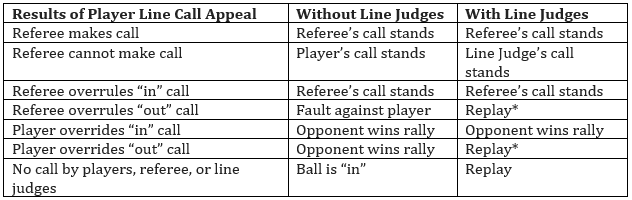 Results of Player Line Call Appeal Without Line Judges With Line Judges
Referee makes call Referee's call stands Referee's call stands
Referee cannot make call Player's call stands Line Judge's call
stands
Referee overrules “in” call Referee's call stands Referee's call stands
Referee overrules “out” call Fault against player Replay*
Player overrides “in” call Opponent wins rally Opponent wins rally
Player overrides “out” call Opponent wins rally Replay*
No call by players, referee, or line Ball is “in” Replay
judges